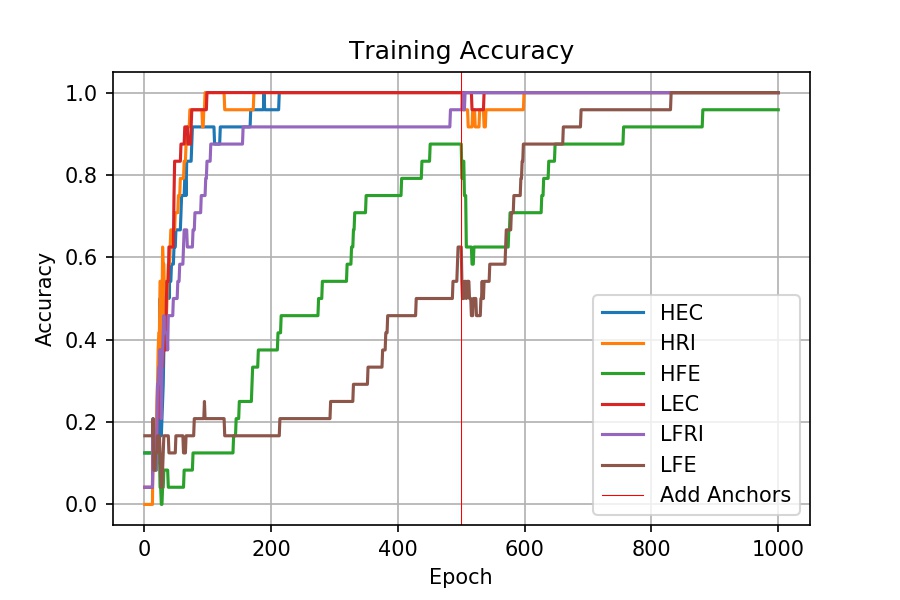 Training Accuracy
1.0
0.8
0.6
0.4
0.2
0.0
Accuracy
0 200 400 600 800 1000
Epoch
HEC
HRI
HFE
LEC
LFRI
LFE
Add Anchors